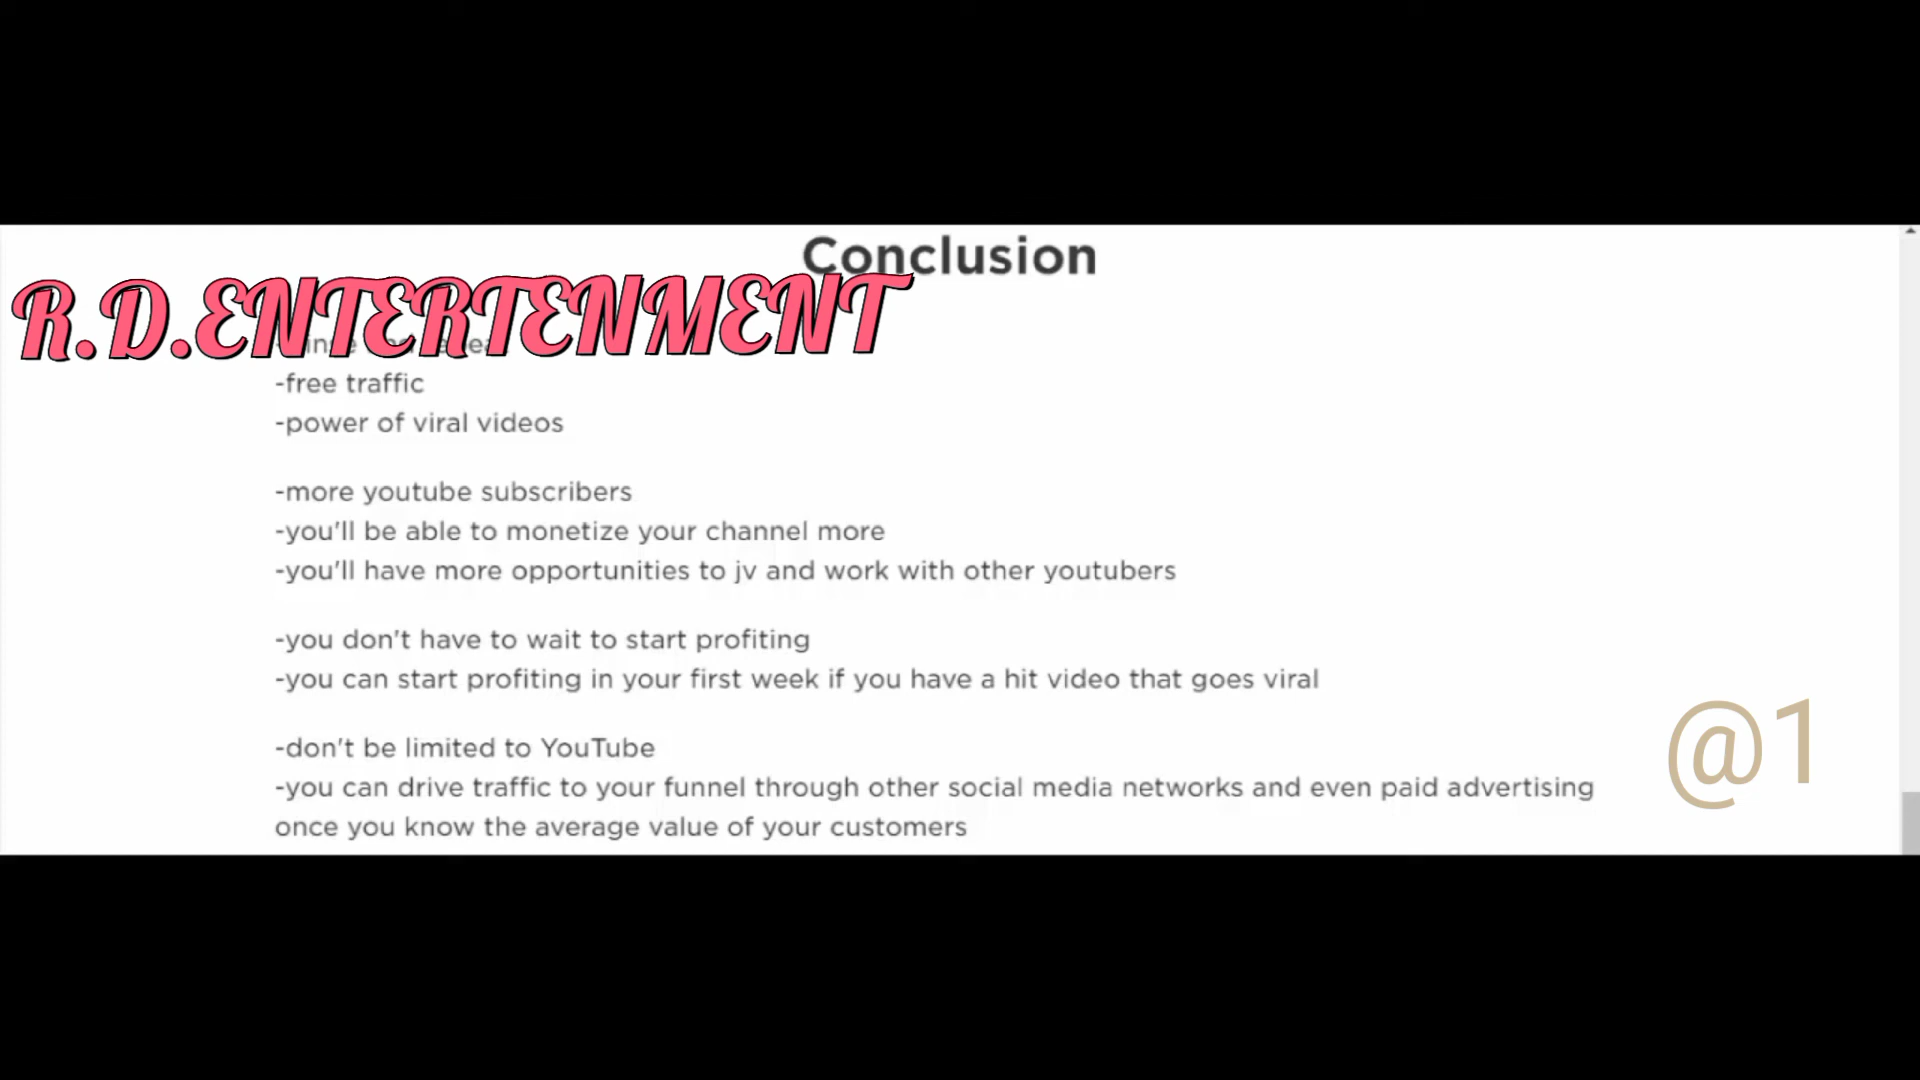 Conclusion
R.D.ENTERTENMENT
-free traffic
-power of viral videos
-more youtube subscribers
-you'll be able to monetize your channel more
-you'll have more opportunities to jv and work with other youtubers
-you don't have to wait to start profiting
-you can start profiting in your first week if you have a hit video that goes viral
@1
-don't be limited to YouTube
-you can drive traffic to your funnel through other social media networks and even paid advertising
once you know the average value of your customers